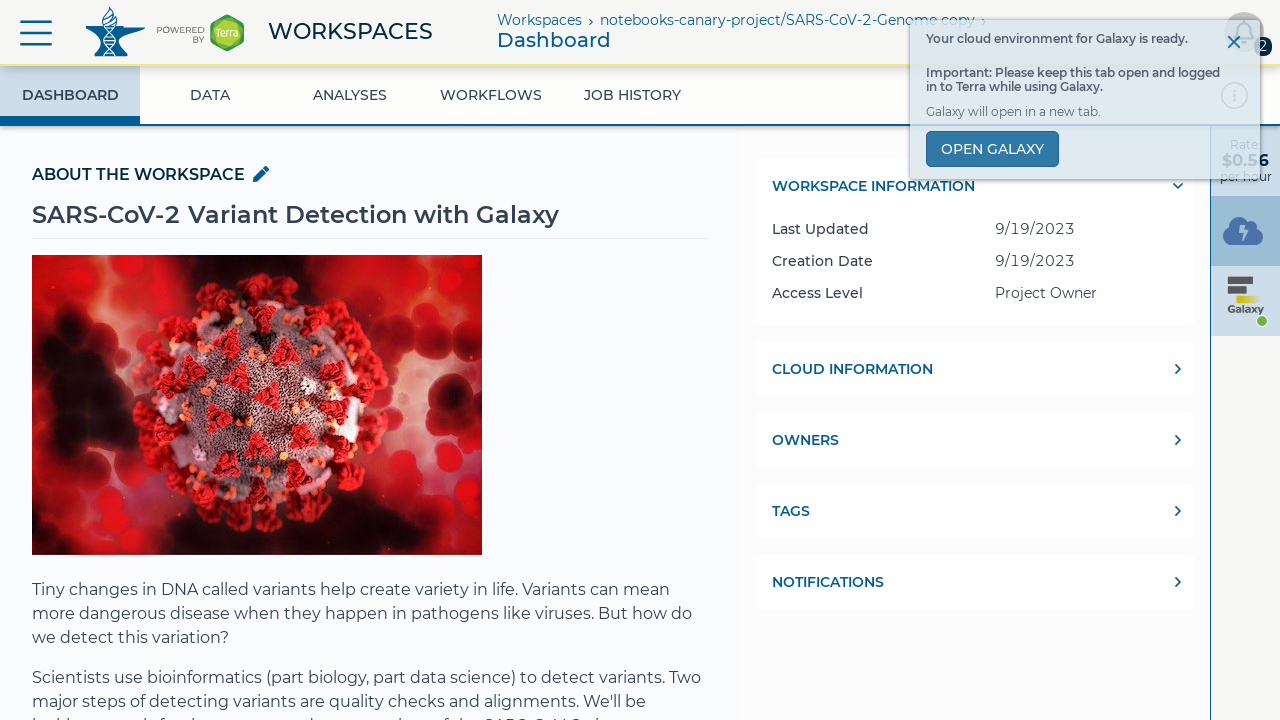 POWERED
BY
Terra
WORKSPACES
Workspaces › notebooks-canary-project/SARS-CoV-2-Genome copy ›
Dashboard
2
Your cloud environment for Galaxy is ready.
Important: Please keep this tab open and logged
in to Terra while using Galaxy.
Galaxy will open in a new tab.
OPEN GALAXY
DASHBOARD
DATA
ANALYSES
WORKFLOWS
JOB HISTORY
Rate:
$0.56
per hour
Galaxy
ABOUT THE WORKSPACE
SARS-CoV-2 Variant Detection with Galaxy
Tiny changes in DNA called variants help create variety in life. Variants can mean
more dangerous disease when they happen in pathogens like viruses. But how do
we detect this variation?
Scientists use bioinformatics (part biology, part data science) to detect variants. Two
major steps of detecting variants are quality checks and alignments. We'll be
WORKSPACE INFORMATION
Last Updated 9/19/2023
Creation Date 9/19/2023
Access Level Project Owner
CLOUD INFORMATION
OWNERS
TAGS
NOTIFICATIONS